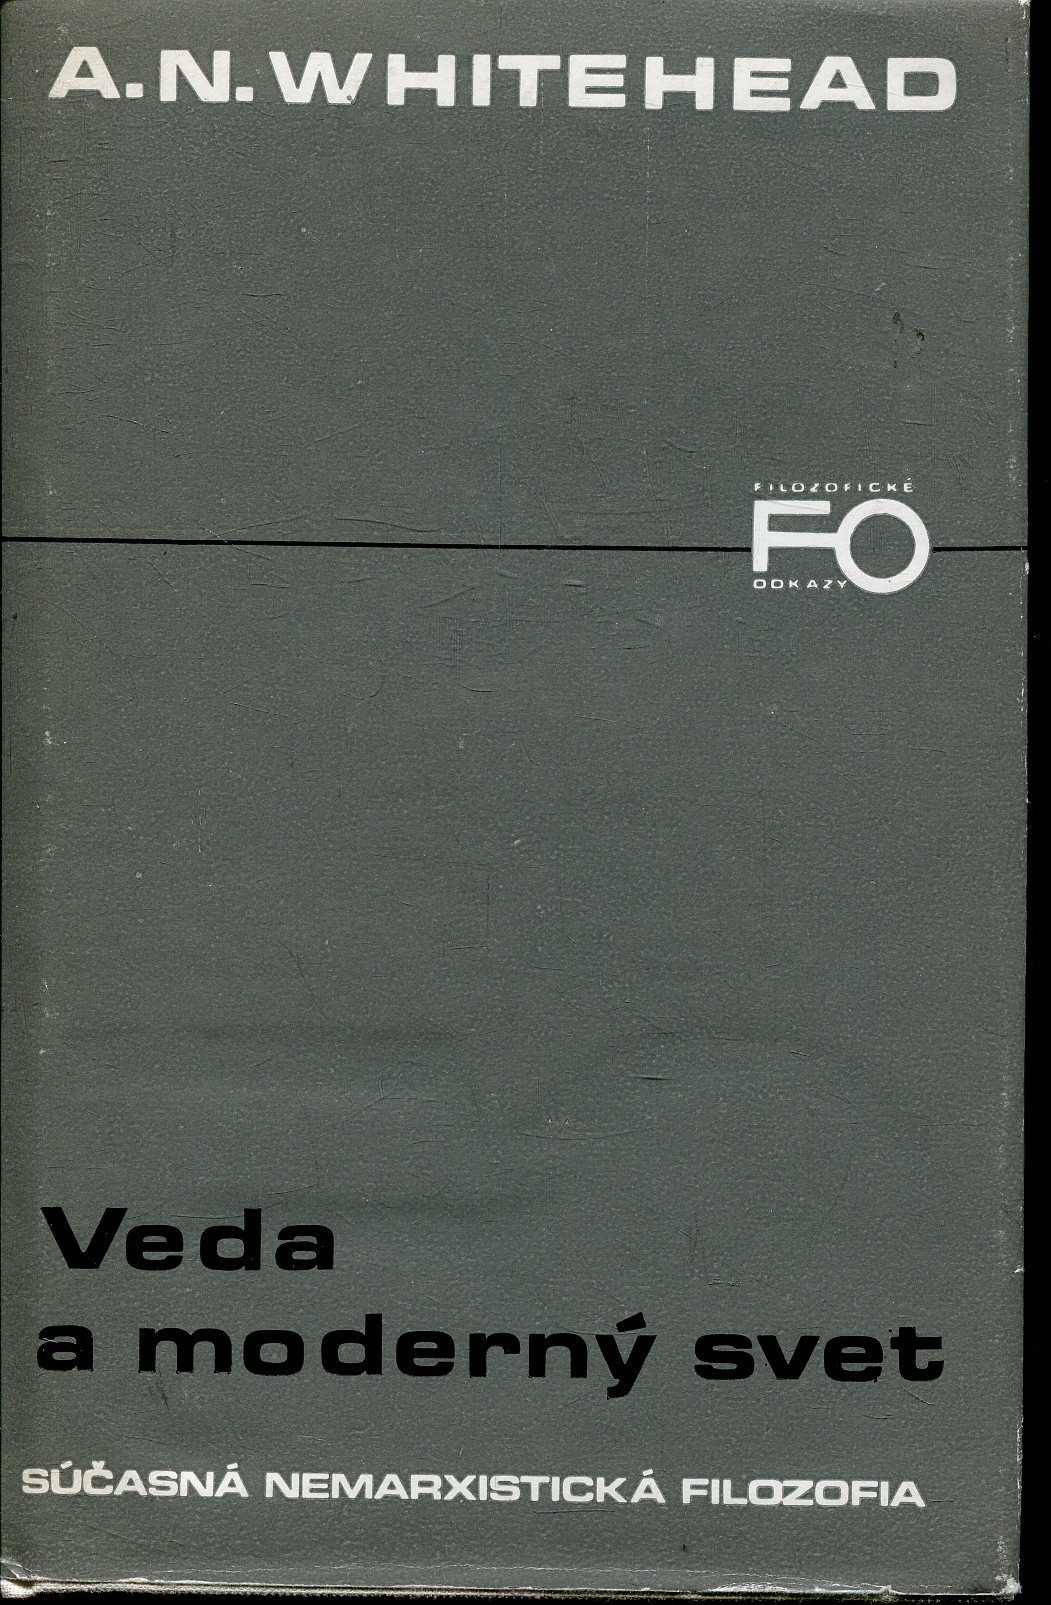 A.N.WHITEHEAD
FILOZOFICKÉ
FO
ODKAZY
Veda
a moderný svet
SÚČASNÁ NEMARXISTICKÁ FILOZOFIA